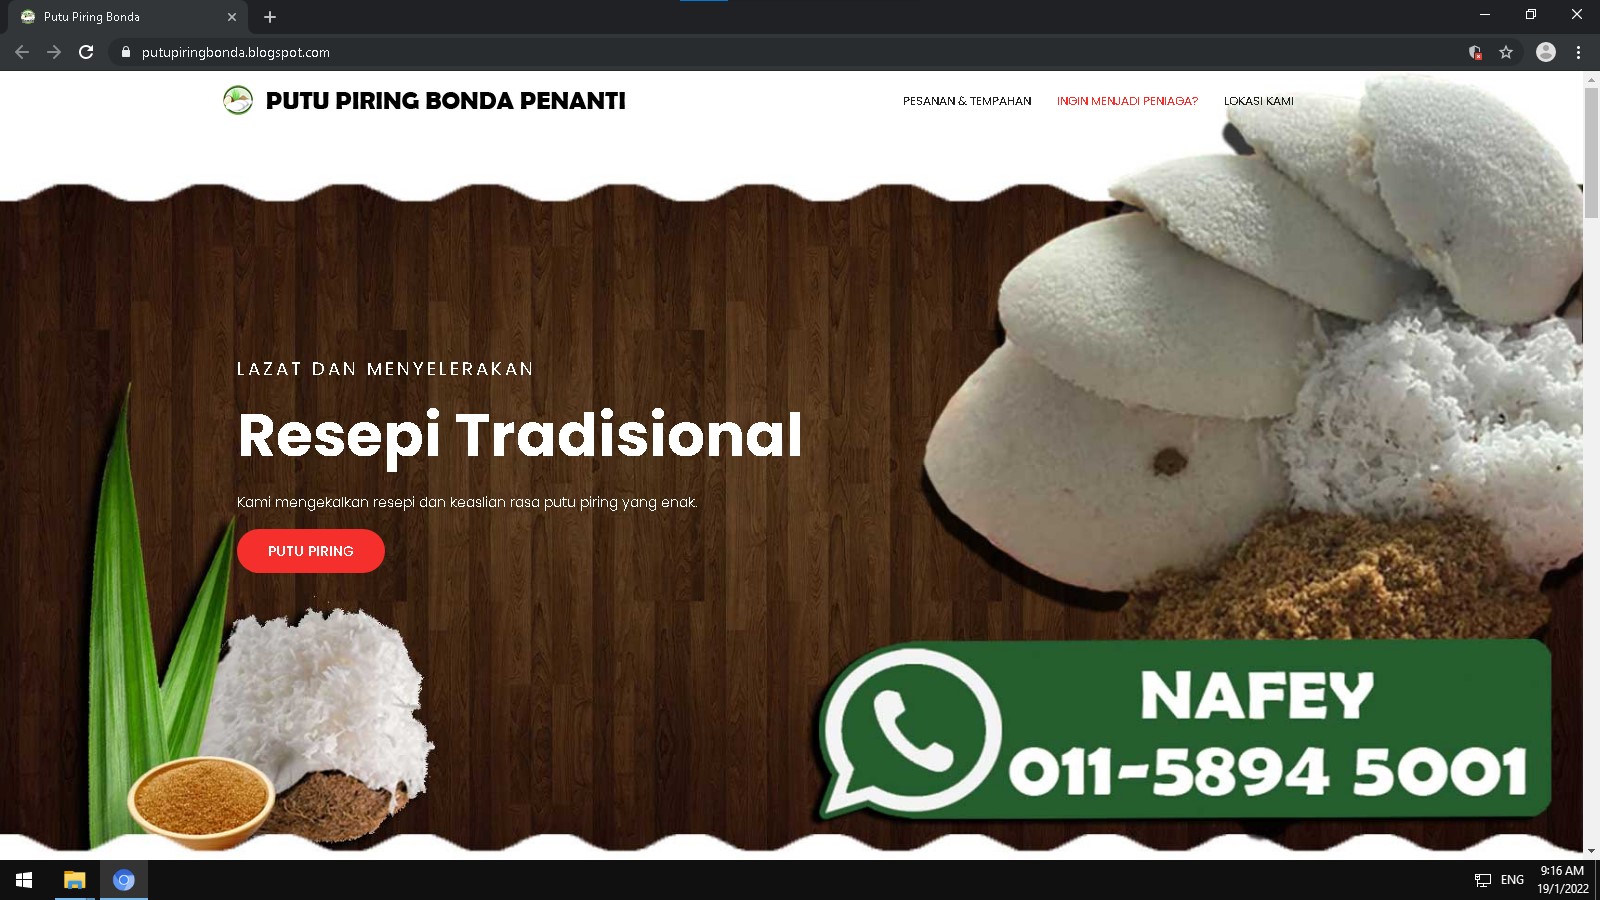 Putu Piring Bonda
putupiringbonda.blogspot.com
PUTU PIRING BONDA PENANTI
PESANAN & TEMPAHAN
INGIN MENJADI PENIAGA?
LOKASI KAMI
LAZAT DAN MENYELERAKAN
Resepi Tradisional
Kami mengekalkan resepi dan keaslian rasa putu piring yang enak.
PUTU PIRING
NAFEY
011-5894 5001
ENG
9:16 AM
19/1/2022